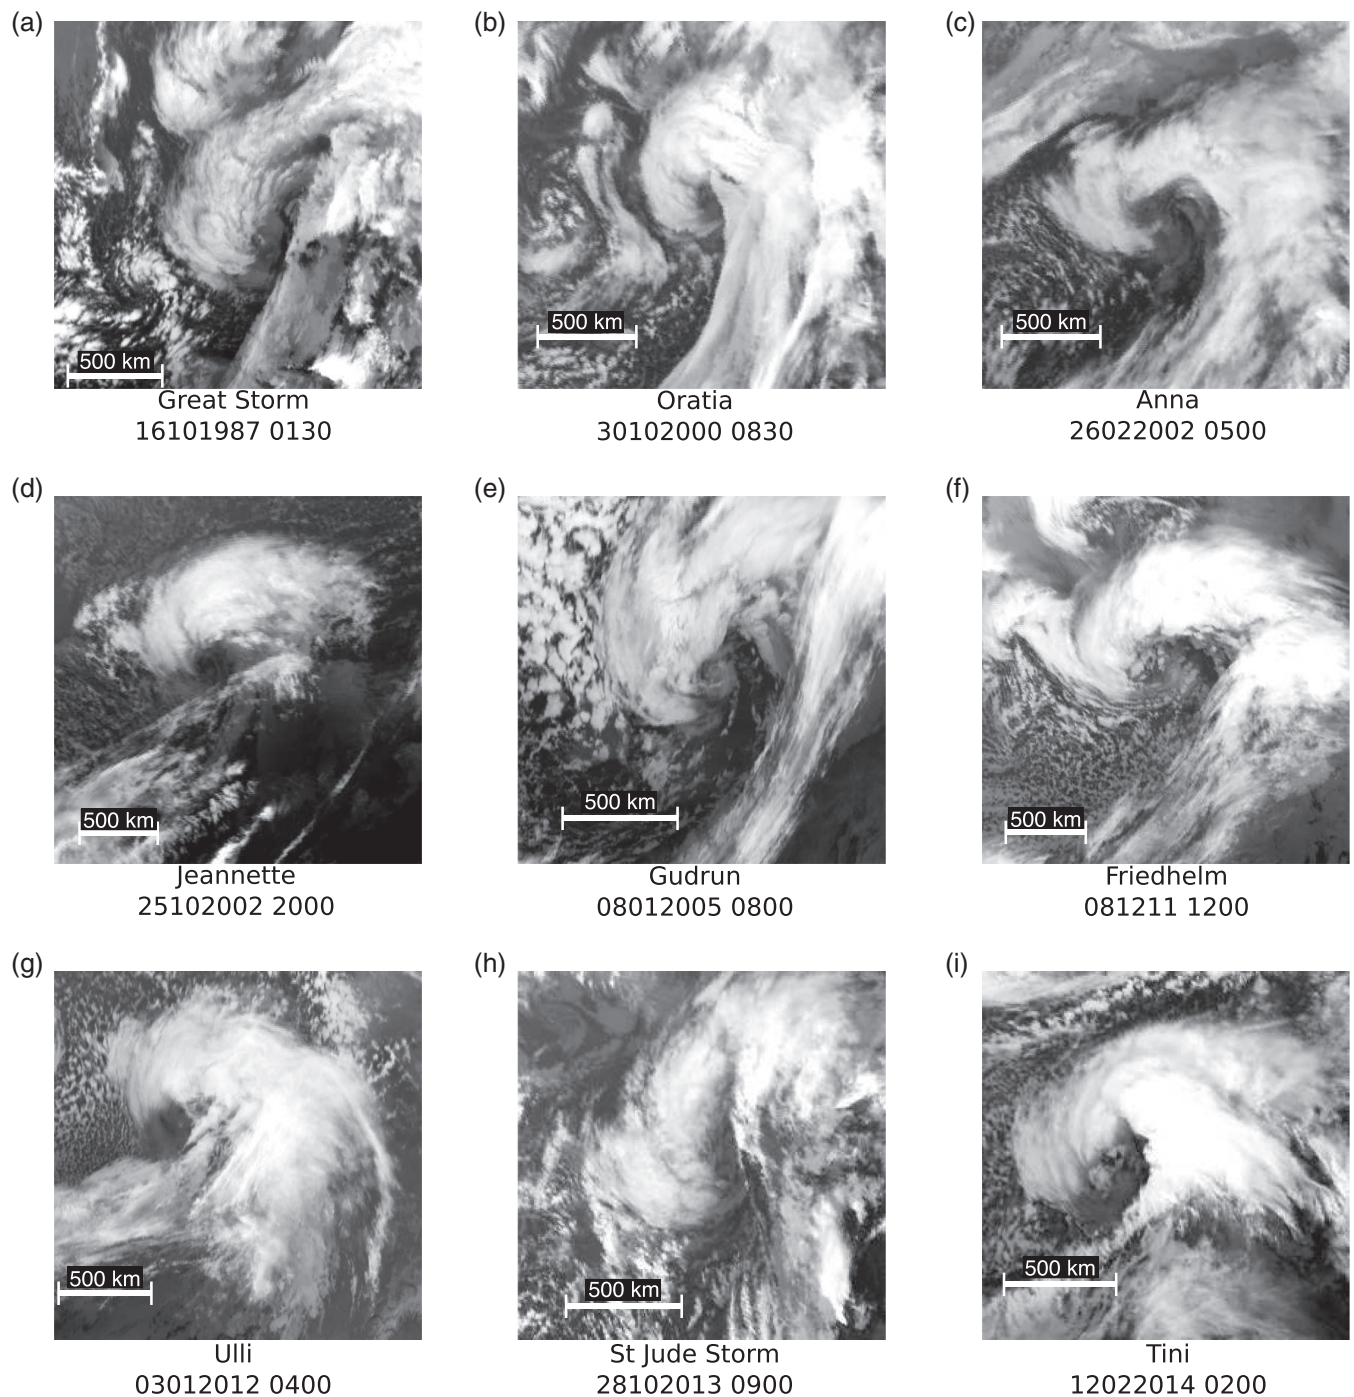 (a)
(b)
(c)
500 km
500 km
500 km
Great Storm
16101987 0130
Oratia
30102000 0830
Anna
26022002 0500
(d)
(e)
(f)
500 km
500 km
500 km
Jeannette
25102002 2000
Gudrun
08012005 0800
Friedhelm
081211 1200
(g)
(h)
(i)
500 km
500 km
500 km
Ulli
03012012 0400
St Jude Storm
28102013 0900
Tini
12022014 0200